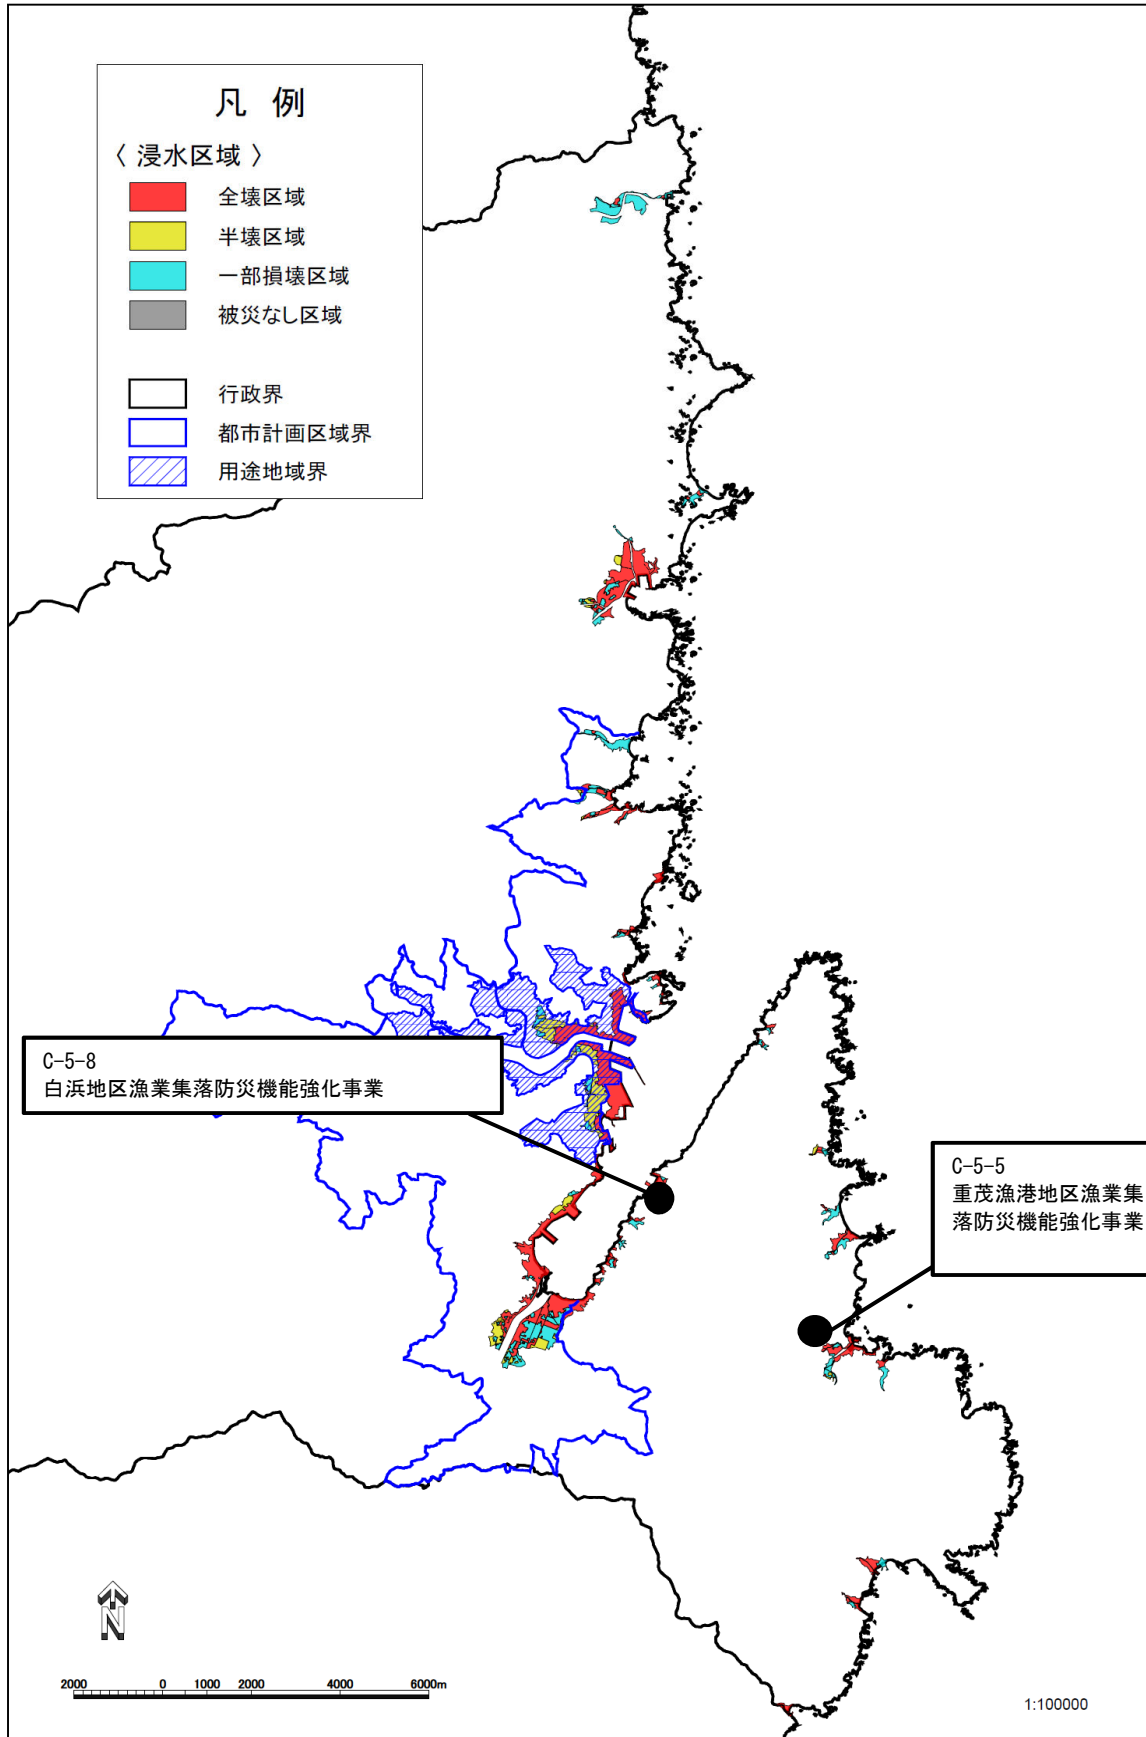 凡 例
〈 浸水区域 〉
全壊区域
半壊区域
一部損壊区域
被災なし区域
行政界
都市計画区域界
用途地域界
C-5-8
白浜地区漁業集落防災機能強化事業
C-5-5
重茂漁港地区漁業集
落防災機能強化事業
N
2000 0 1000 2000 4000 6000m
1:100000